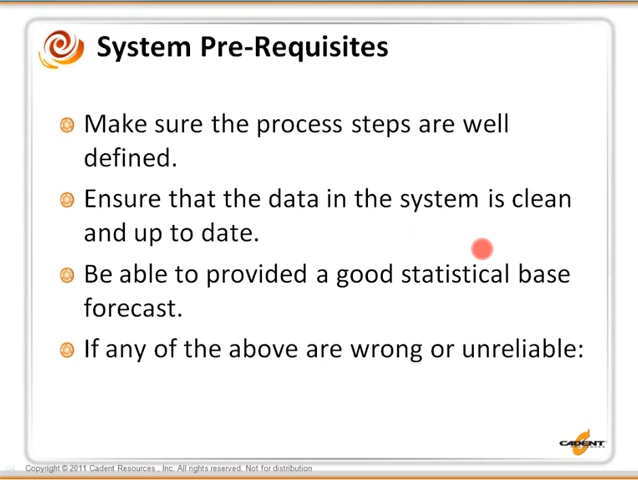 System Pre-Requisites
Make sure the process steps are well
defined.
Ensure that the data in the system is clean
and up to date.
Be able to provided a good statistical base
forecast.
If any of the above are wrong or unreliable:
CADENT
Copyright © 2011 Cadent Resources , Inc. All rights reserved. Not for distribution